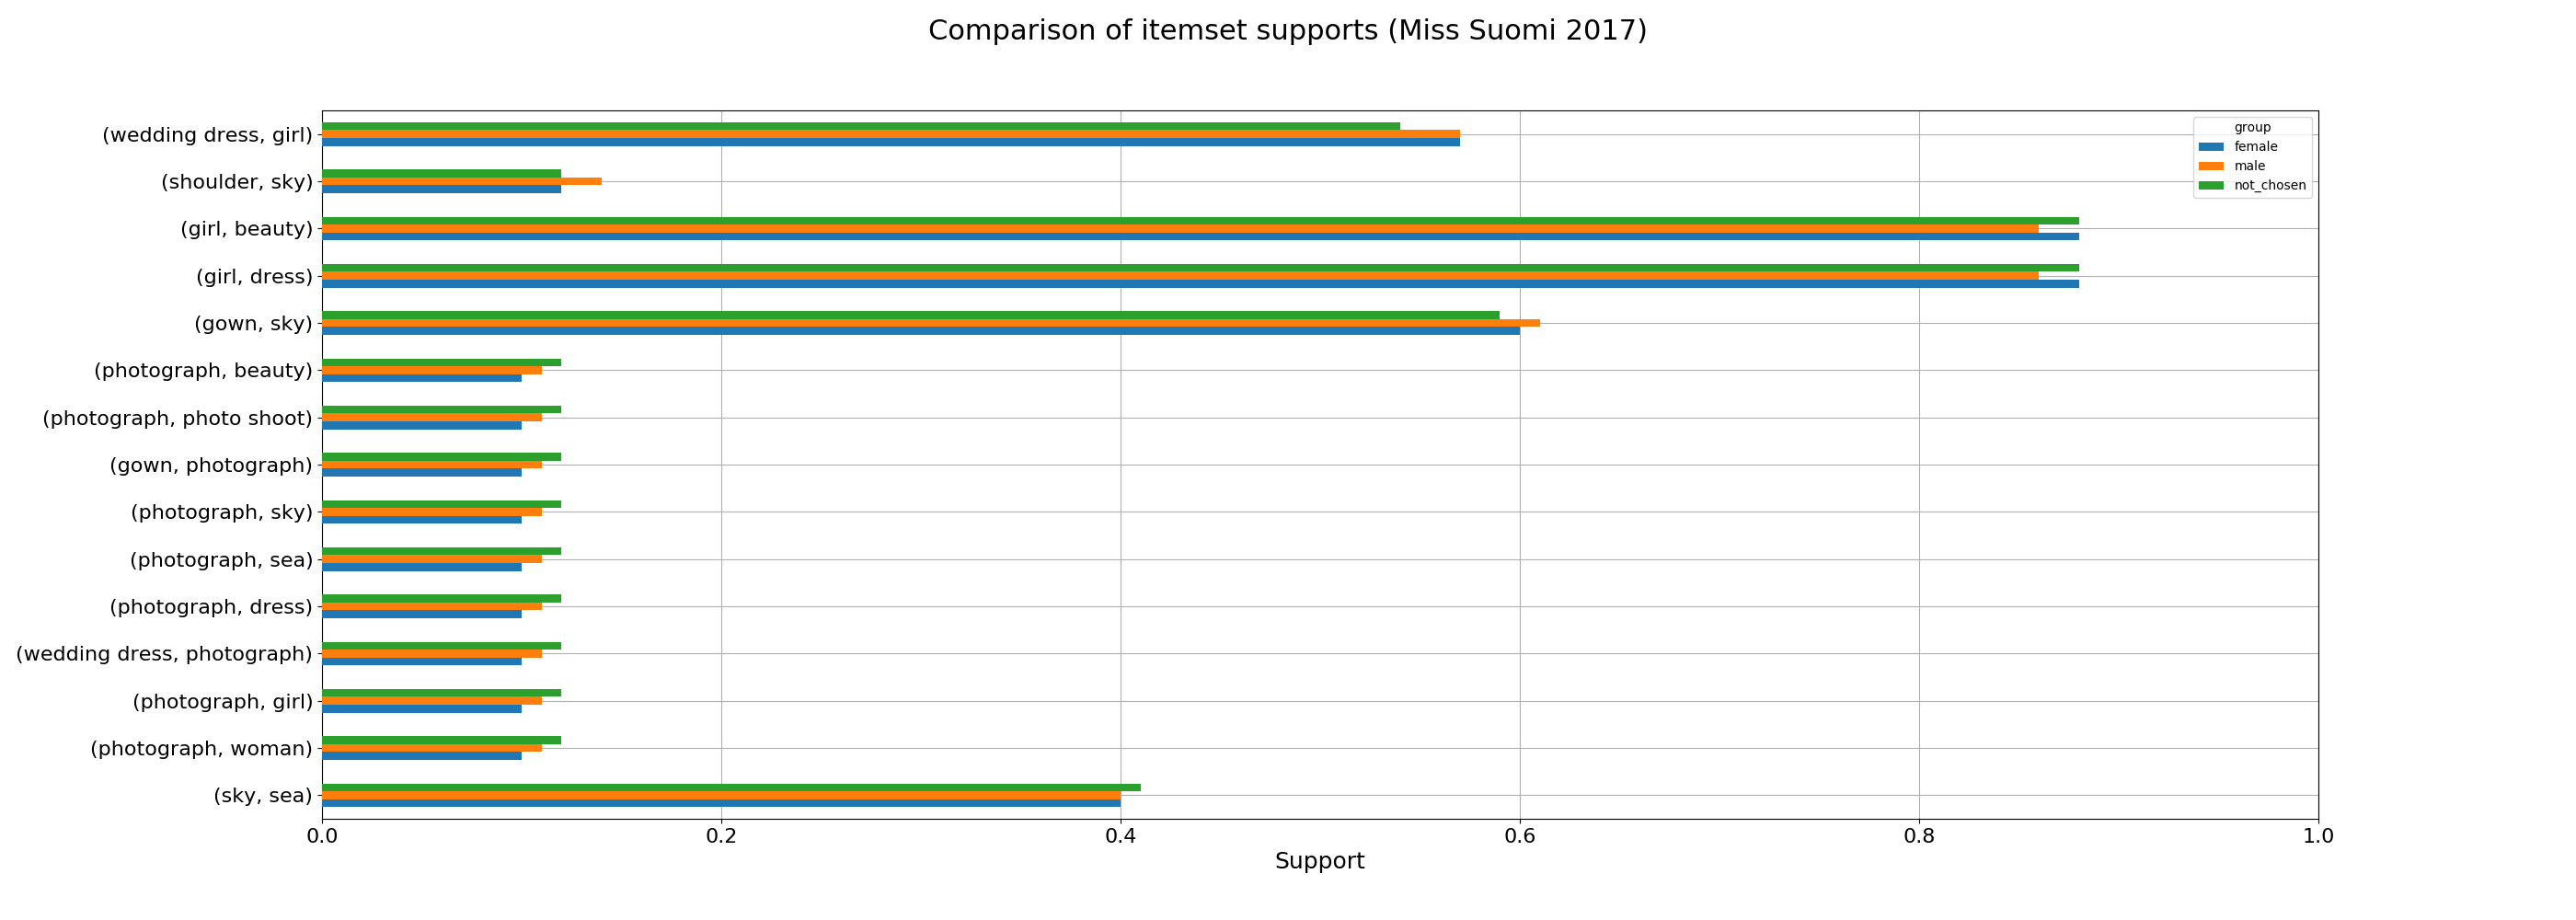 Comparison of itemset supports (Miss Suomi 2017)
(wedding dress, girl)
(shoulder, sky)
(girl, beauty)
(girl, dress)
(gown, sky)
(photograph, beauty)
(photograph, photo shoot)
(gown, photograph)
(photograph, sky)
(photograph, sea)
(photograph, dress)
(wedding dress, photograph)
(photograph, girl)
(photograph, woman)
(sky, sea)
group
female
male
not_chosen
0.0 0.2 0.4 0.6 0.8 1.0
Support